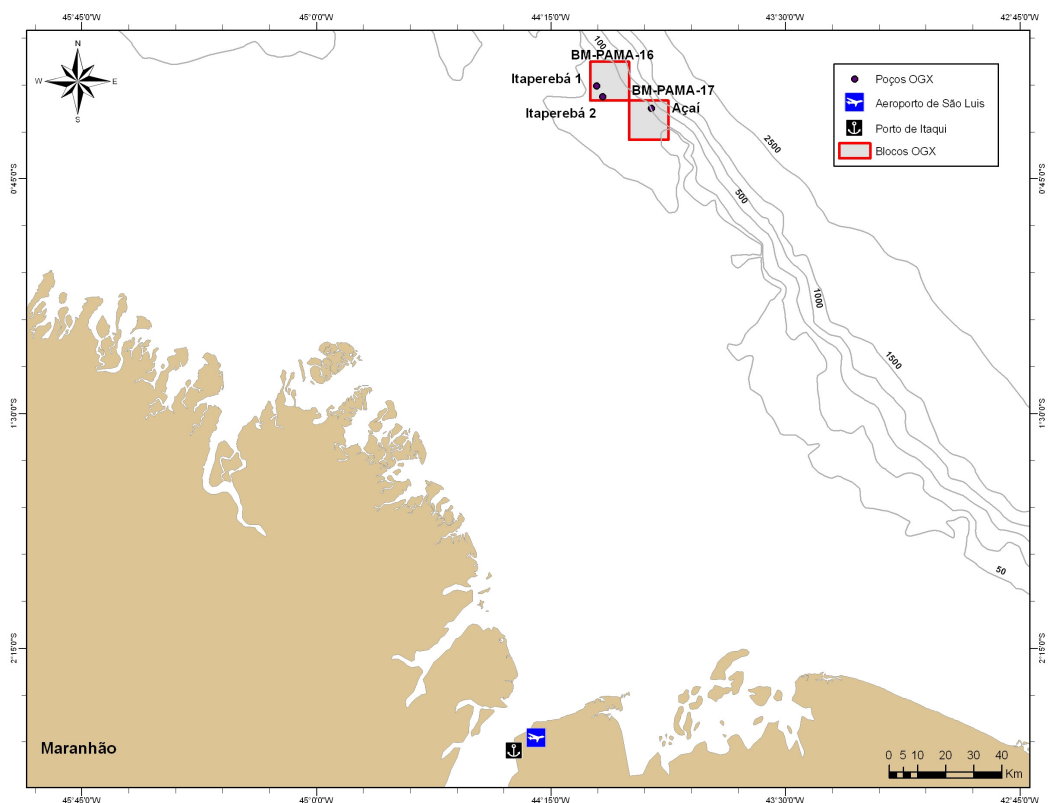 45°45'0"W
45°0'0"W
44°15'0"W
43°30'0"W
42°45'0"W
N
W
E
S
100
BM-PAMA-16
Itaperebá 1
BM-PAMA-17
Itaperebá 2
Açaí
2500
500
1000
1500
50
Poços OGX
Aeroporto de São Luis
Porto de Itaqui
Blocos OGX
0°45'0"S
0°45'0"S
1°30'0"S
1°30'0"S
2°15'0"S
2°15'0"S
Maranhão
0 5 10 20 30 40
Km
45°45'0"W
45°0'0"W
44°15'0"W
43°30'0"W
42°45'0"W